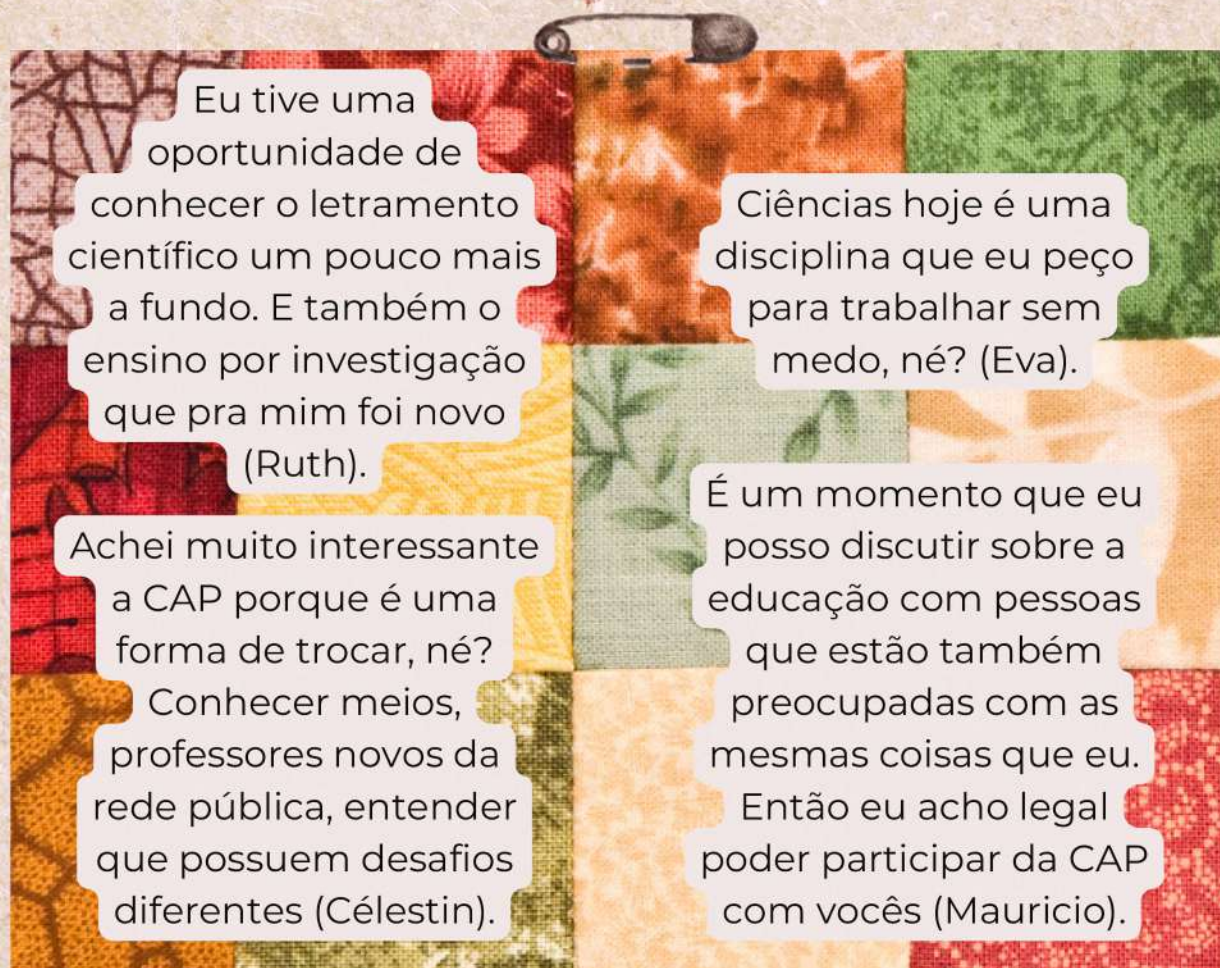 Eu tive uma
oportunidade de
conhecer o letramento
científico um pouco mais
a fundo. E também o
ensino por investigação
que pra mim foi novo
(Ruth).
Achei muito interessante
a CAP porque é uma
forma de trocar, né?
Conhecer meios,
professores novos da
rede pública, entender
que possuem desafios
diferentes (Célestin).
Ciências hoje é uma
disciplina que eu peço
para trabalhar sem
medo, né? (Eva).
É um momento que eu
posso discutir sobre a
educação com pessoas
que estão também
preocupadas com as
mesmas coisas que eu.
Então eu acho legal
poder participar da CAP
com vocês (Mauricio).